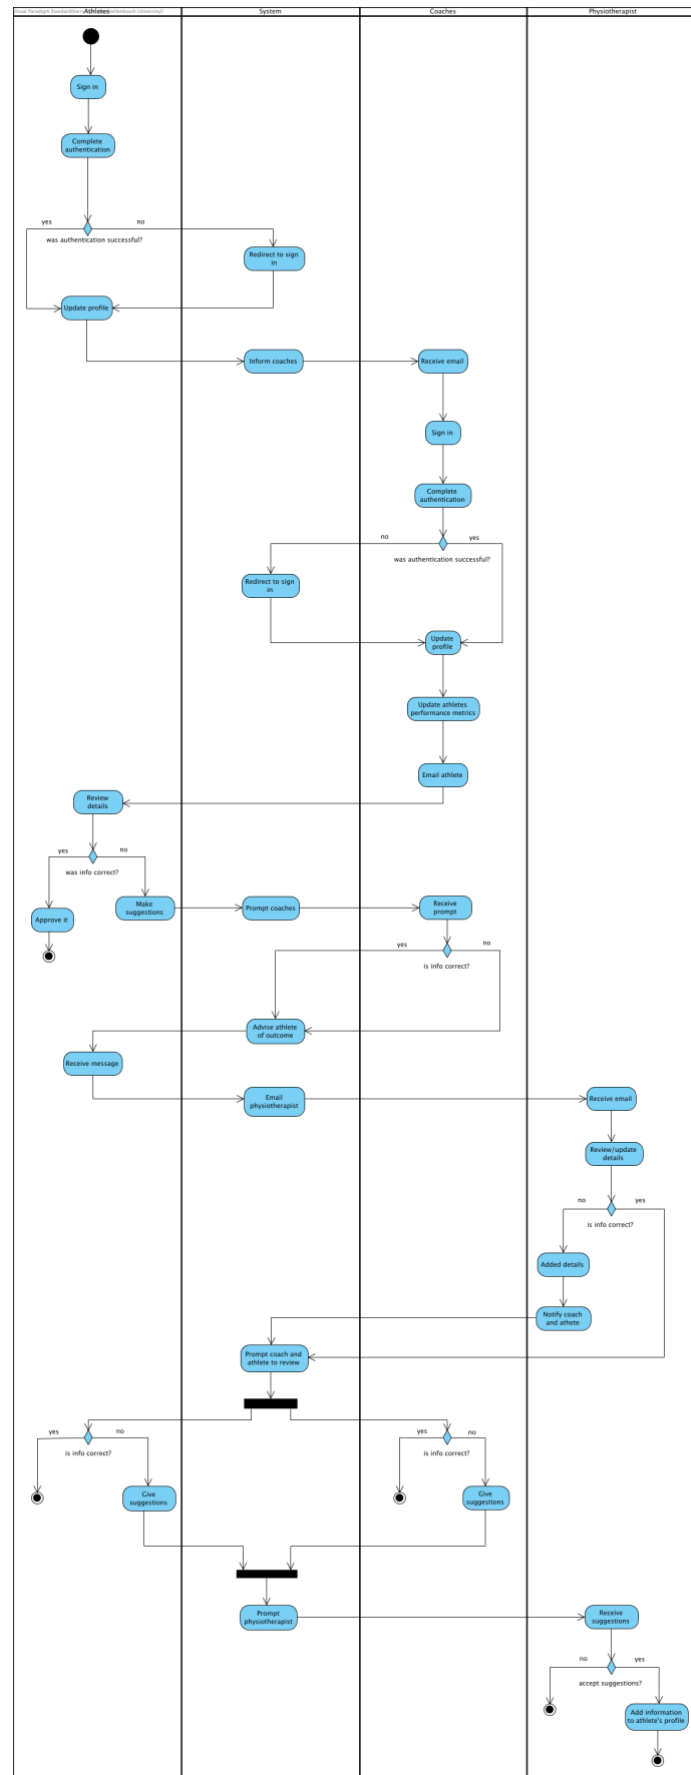 Athletes
System
Coaches
Physiotherapist
Sign in
Complete
authentication
yes
no
was authentication successful?
Redirect to sign
in
Update profile
Inform coaches
Receive email
Sign in
Complete
authentication
no
yes
was authentication successful?
Redirect to sign
in
Update
profile
Update athletes
performance metrics
Email athlete
Review
details
yes
no
was info correct?
Approve it
Make
suggestions
Prompt coaches
Receive
prompt
yes
no
is info correct?
Advise athlete
of outcome
Receive message
Email
physiotherapist
Receive email
Review/update
details
no
yes
is info correct?
Added details
Notify coach
and athete
Prompt coach and
athlete to review
yes
no
is info correct?
yes
no
is info correct?
Give
suggestions
Give
suggestions
Prompt
physiotherapist
Receive
suggestions
no
yes
accept suggestions?
Add information
to athlete's profile